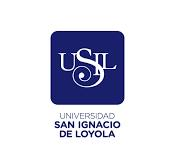 USIL
UNIVERSIDAD
SAN IGNACIO
DE LOYOLA